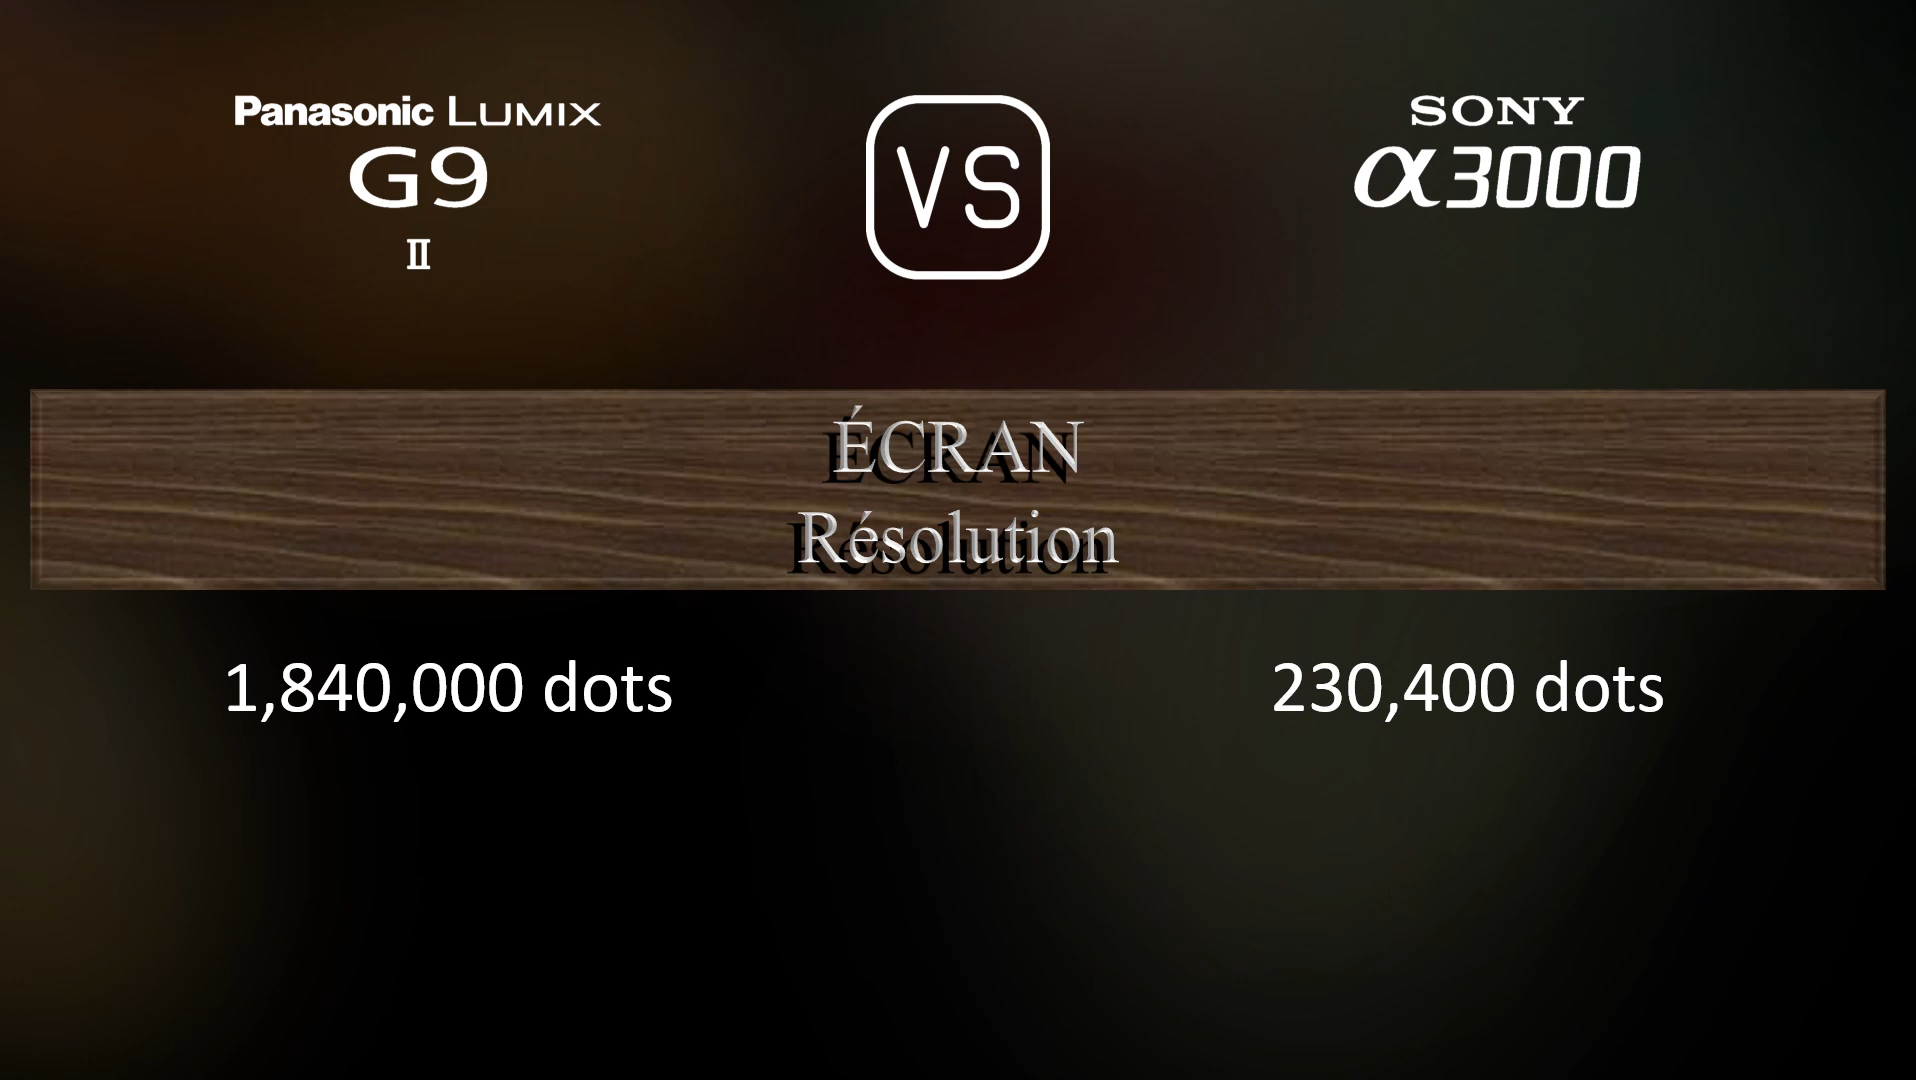 Panasonic LUMIX
G9
II
VS
SONY
α3000
ÉCRAN
Résolution
1,840,000 dots
230,400 dots